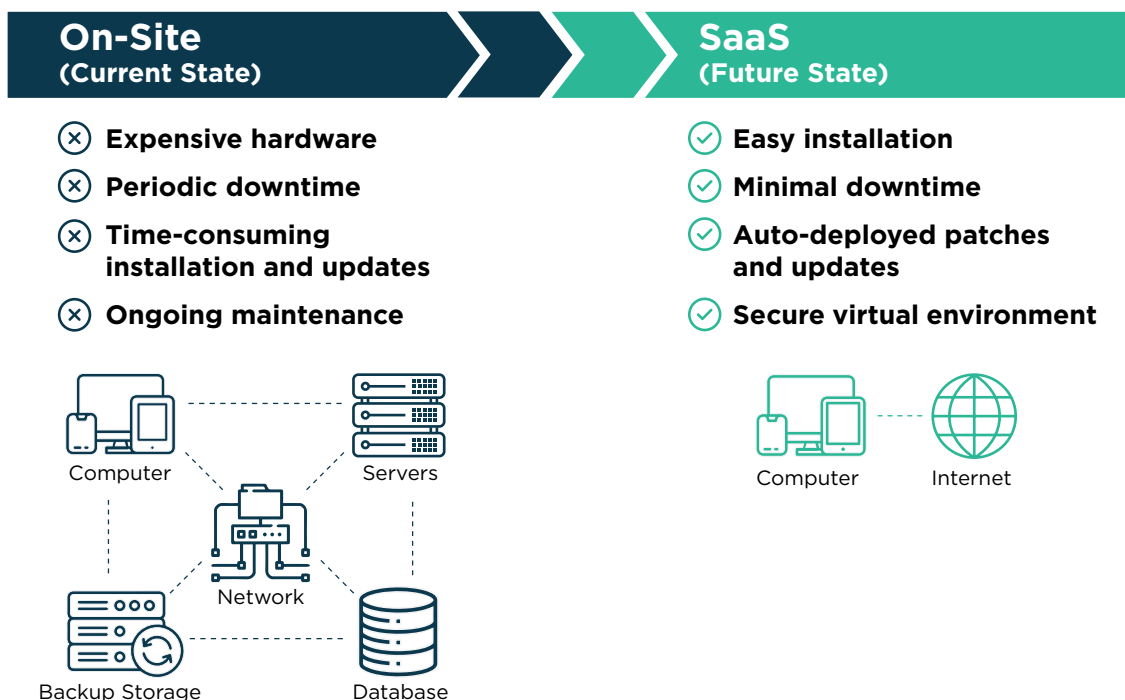 On-Site
(Current State)
SaaS
(Future State)
Expensive hardware
Periodic downtime
Time-consuming
installation and updates
Ongoing maintenance
Easy installation
Minimal downtime
Auto-deployed patches
and updates
Secure virtual environment
Computer
Servers
Network
Backup Storage
Database
Computer
Internet